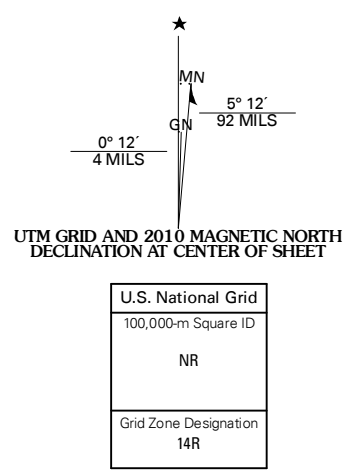 MN
5° 12´
92 MILS
GN
0° 12´
4 MILS
UTM GRID AND 2010 MAGNETIC NORTH
DECLINATION AT CENTER OF SHEET
U.S. National Grid
100,000-m Square ID
NR
Grid Zone Designation
14R